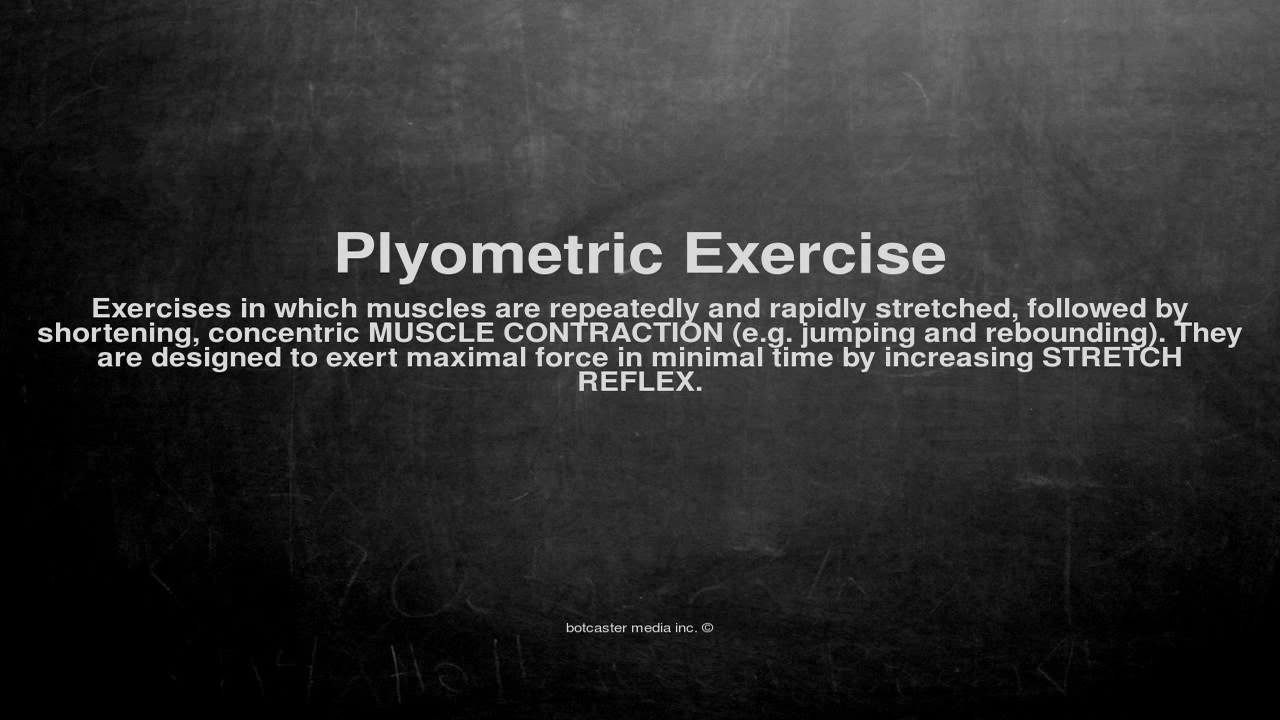 Plyometric Exercise
Exercises in which muscles are repeatedly and rapidly stretched, followed by
shortening, concentric MUSCLE CONTRACTION (e.g. jumping and rebounding). They
are designed to exert maximal force in minimal time by increasing STRETCH
REFLEX.
botcaster media inc. ©